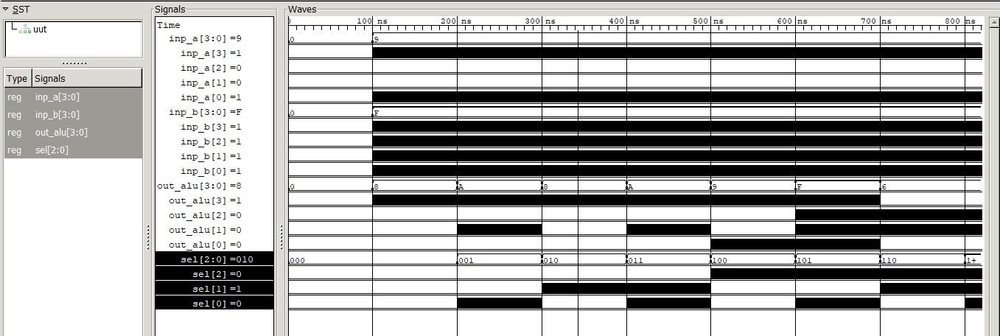 SST
uut
Type Signals
reg inp_a[3:0]
reg inp_b[3:0]
reg out_alu[3:0]
reg sel[2:0]
Signals
Time
inp_a[3:0]=9
inp_a[3]=1
inp_a[2]=0
inp_a[1]=0
inp_a[0]=1
inp_b[3:0]=F
inp_b[3]=1
inp_b[2]=1
inp_b[1]=1
inp_b[0]=1
out_alu[3:0]=8
out_alu[3]=1
out_alu[2]=0
out_alu[1]=0
out_alu[0]=0
sel[2:0]=010
sel[2]=0
sel[1]=1
sel[0]=0
Waves
0 100 ns 200 ns 300 ns 400 ns 500 ns 600 ns 700 ns 800 ns
0 9
0 F
0 8 A 8 A 9 F 6
000 001 010 011 100 101 110 1+